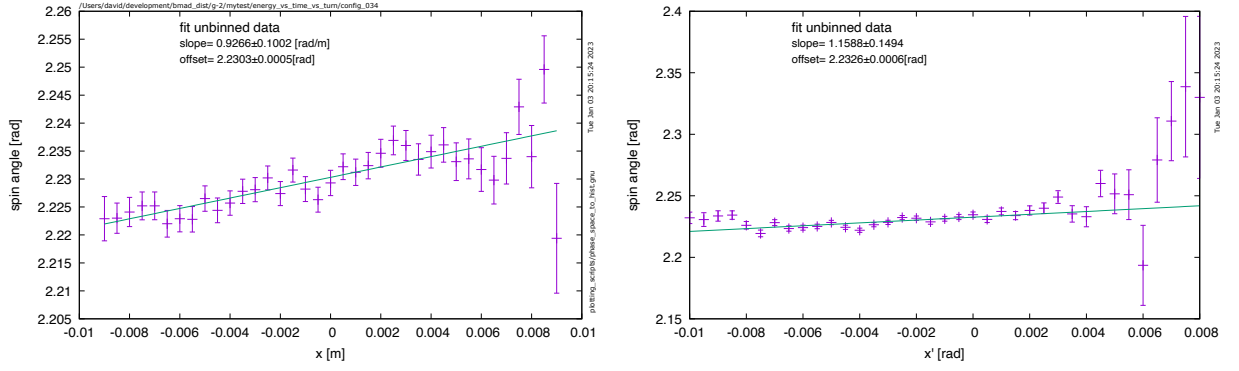 /Users/david/development/bmad_dist/g-2/mytest/energy_vs_time_vs_turn/config_034
fit unbinned data
slope= 0.9266±0.1002 [rad/m]
offset= 2.2303±0.0005[rad]
spin angle [rad]
2.26
2.255
2.25
2.245
2.24
2.235
2.23
2.225
2.22
2.215
2.21
2.205
-0.01
-0.008
-0.006
-0.004
-0.002
0
0.002
0.004
0.006
0.008
0.01
x [m]
Tue Jan 03 20:15:24 2023
plotting_scripts/phase_space_to_hist.gnu
fit unbinned data
slope= 1.1588±0.1494
offset= 2.2326±0.0006[rad]
spin angle [rad]
2.4
2.35
2.3
2.25
2.2
2.15
-0.01
-0.008
-0.006
-0.004
-0.002
0
0.002
0.004
0.006
0.008
x' [rad]
Tue Jan 03 20:15:24 2023